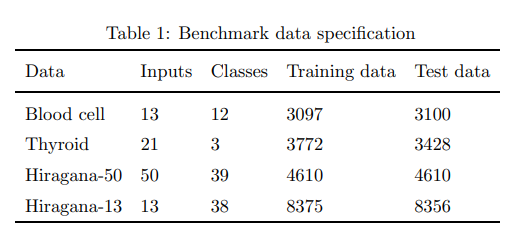 Table 1: Benchmark data specification
Data Inputs Classes Training data Test data
Blood cell 13 12 3097 3100
Thyroid 21 3 3772 3428
Hiragana-50 50 39 4610 4610
Hiragana-13 13 38 8375 8356